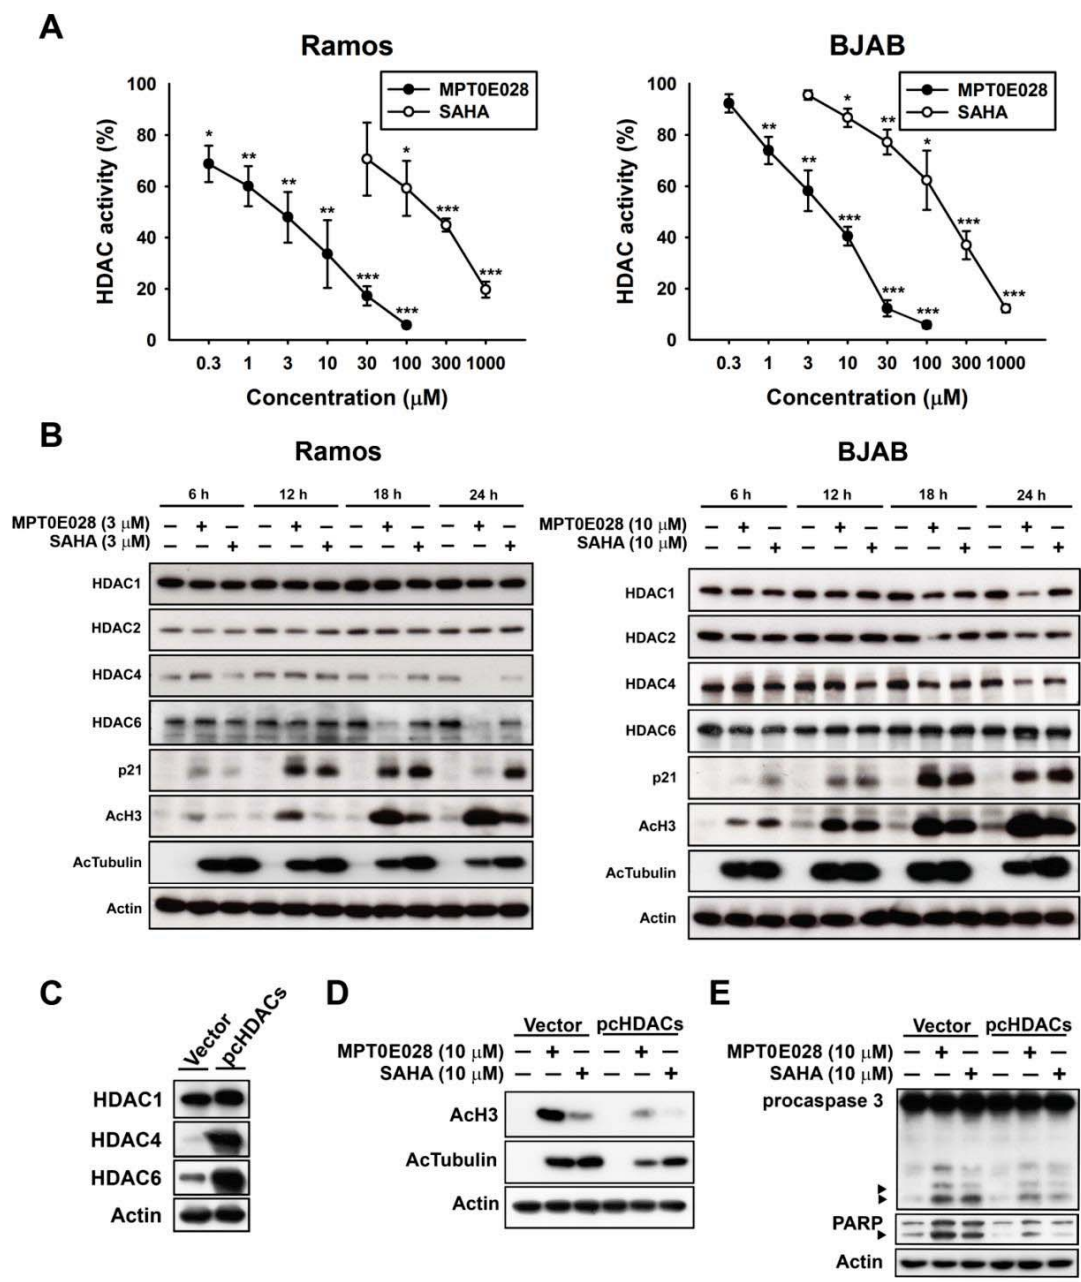 A
Ramos
BJAB
MPT0E028
SAHA
MPT0E028
SAHA
HDAC activity (%)
100
80
60
40
20
0
* ** ** ** *** ***
* *** ***
0.3 1 3 10 30 100 300 1000
Concentration (μM)
HDAC activity (%)
100
80
60
40
20
0
** ** *** *** ***
* ** * *** ***
0.3 1 3 10 30 100 300 1000
Concentration (μM)
B
Ramos
6 h 12 h 18 h 24 h
MPT0E028 (3 μM) – + – – + – – + – – + –
SAHA (3 μM) – – + – – + – – + – – +
HDAC1
HDAC2
HDAC4
HDAC6
p21
AcH3
AcTubulin
Actin
BJAB
6 h 12 h 18 h 24 h
MPT0E028 (10 μM) – + – – + – – + – – + –
SAHA (10 μM) – – + – – + – – + – – +
HDAC1
HDAC2
HDAC4
HDAC6
p21
AcH3
AcTubulin
Actin
C
Vector pcHDACs
HDAC1
HDAC4
HDAC6
Actin
D
Vector pcHDACs
MPT0E028 (10 μM) – + – – + –
SAHA (10 μM) – – + – – +
AcH3
AcTubulin
Actin
E
Vector pcHDACs
MPT0E028 (10 μM) – + – – + –
SAHA (10 μM) – – + – – +
procaspase 3
PARP
Actin